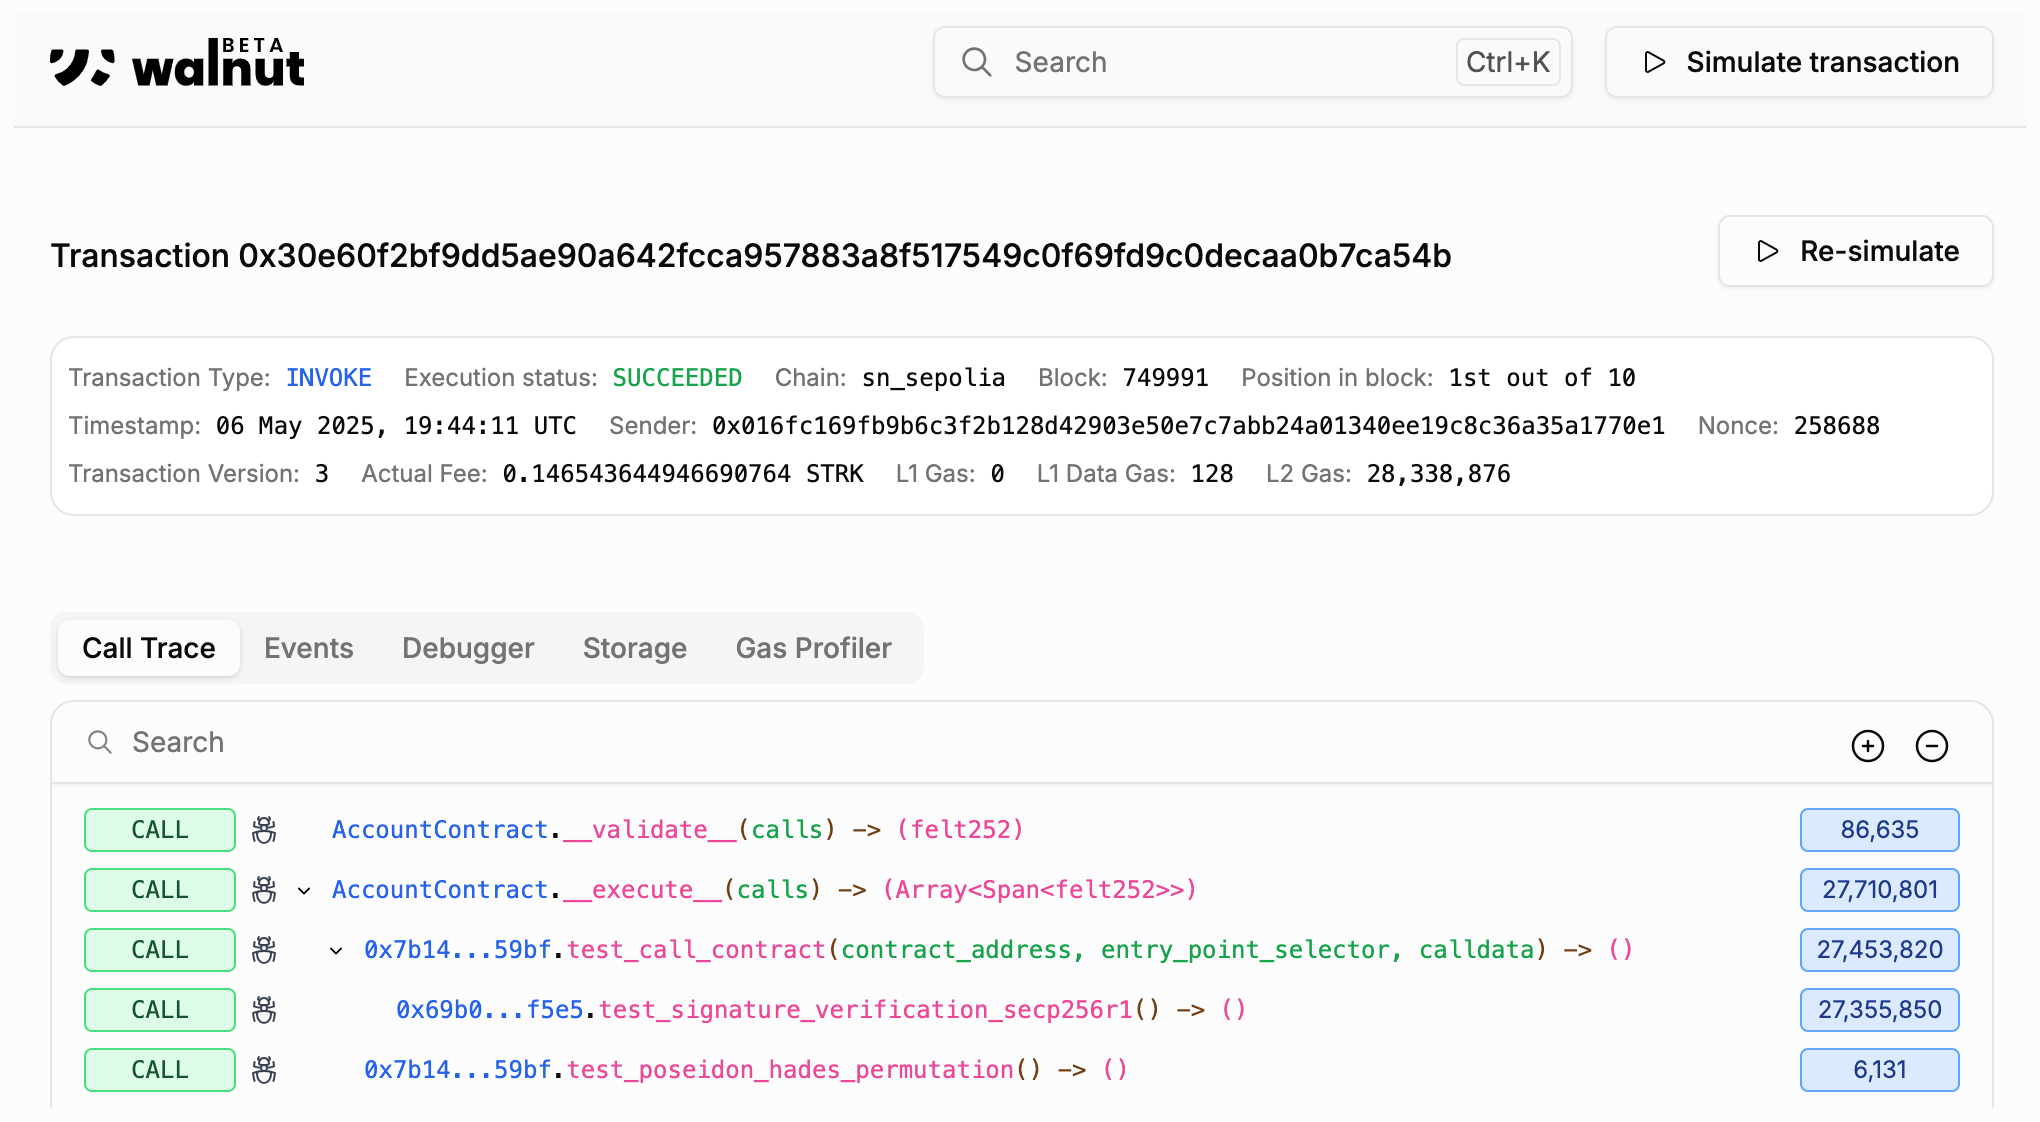 walnut BETA
Search Ctrl+K
Simulate transaction
Transaction 0x30e60f2bf9dd5ae90a642fcca957883a8f517549c0f69fd9c0decaa0b7ca54b
Re-simulate
Transaction Type: INVOKE Execution status: SUCCEEDED Chain: sn_sepolia Block: 749991 Position in block: 1st out of 10
Timestamp: 06 May 2025, 19:44:11 UTC Sender: 0x016fc169fb9b6c3f2b128d42903e50e7c7abb24a01340ee19c8c36a35a1770e1 Nonce: 258688
Transaction Version: 3 Actual Fee: 0.146543644946690764 STRK L1 Gas: 0 L1 Data Gas: 128 L2 Gas: 28,338,876
Call Trace Events Debugger Storage Gas Profiler
Search
CALL AccountContract.__validate__(calls) -> (felt252) 86,635
CALL AccountContract.__execute__(calls) -> (Array<Span<felt252>>) 27,710,801
CALL 0x7b14...59bf.test_call_contract(contract_address, entry_point_selector, calldata) -> () 27,453,820
CALL 0x69b0...f5e5.test_signature_verification_secp256r1() -> () 27,355,850
CALL 0x7b14...59bf.test_poseidon_hades_permutation() -> () 6,131